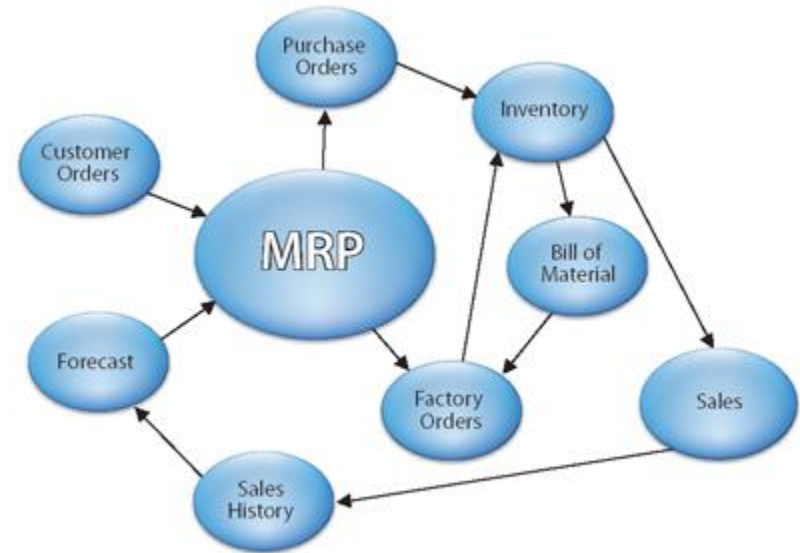 Purchase
Orders
Inventory
Customer
Orders
MRP
Bill of
Material
Forecast
Factory
Orders
Sales
Sales
History